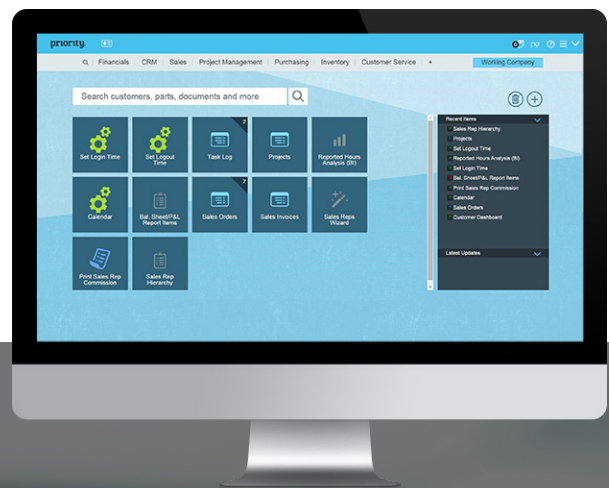 priority.
Financials CRM Sales Project Management Purchasing Inventory Customer Service +
Working Company
Search customers, parts, documents and more
Set Login Time
Set Logout
Time
2
Task Log
Projects
Reported Hours
Analysis (BI)
Calendar
Bal. Sheet/P&L
Report Items
7
Sales Orders
Sales Invoices
Sales Reps
Wizard
Print Sales Rep
Commission
Sales Rep
Hierarchy
Recent Items
Sales Rep Hierarchy
Projects
Set Logout Time
Reported Hours Analysis (BI)
Set Login Time
Bal. Sheet/P&L Report Items
Print Sales Rep Commission
Calendar
Sales Orders
Customer Dashboard
Latest Updates